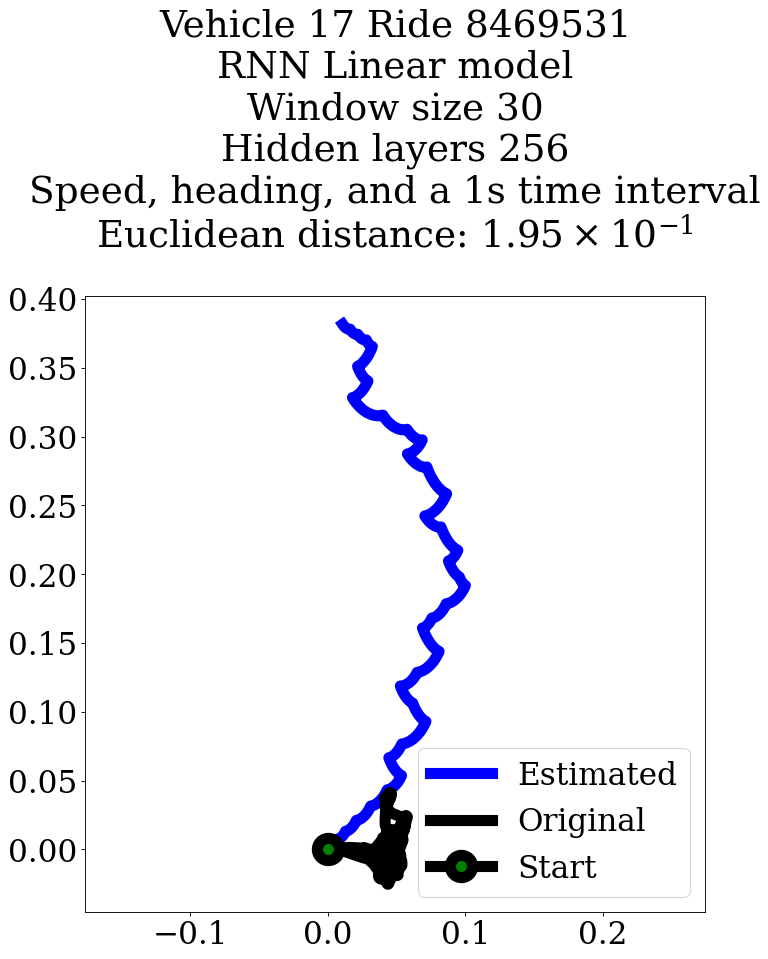 Vehicle 17 Ride 8469531
RNN Linear model
Window size 30
Hidden layers 256
Speed, heading, and a 1s time interval
Euclidean distance: 1.95 × 10⁻¹
0.40
0.35
0.30
0.25
0.20
0.15
0.10
0.05
0.00
Estimated
Original
Start
−0.1
0.0
0.1
0.2